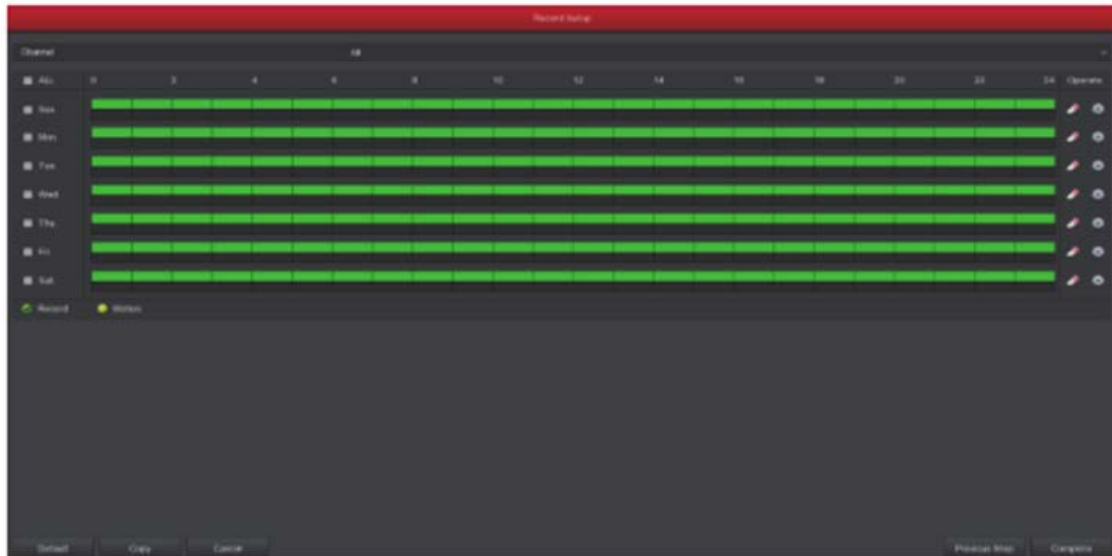 Record Setup
Channel All
ALL 0 2 4 6 8 10 12 14 16 18 20 22 24 Operate
Sun
Mon
Tue
Wed
Thu
Fri
Sat
Record Motion
Default Copy Cancel Previous Step Complete